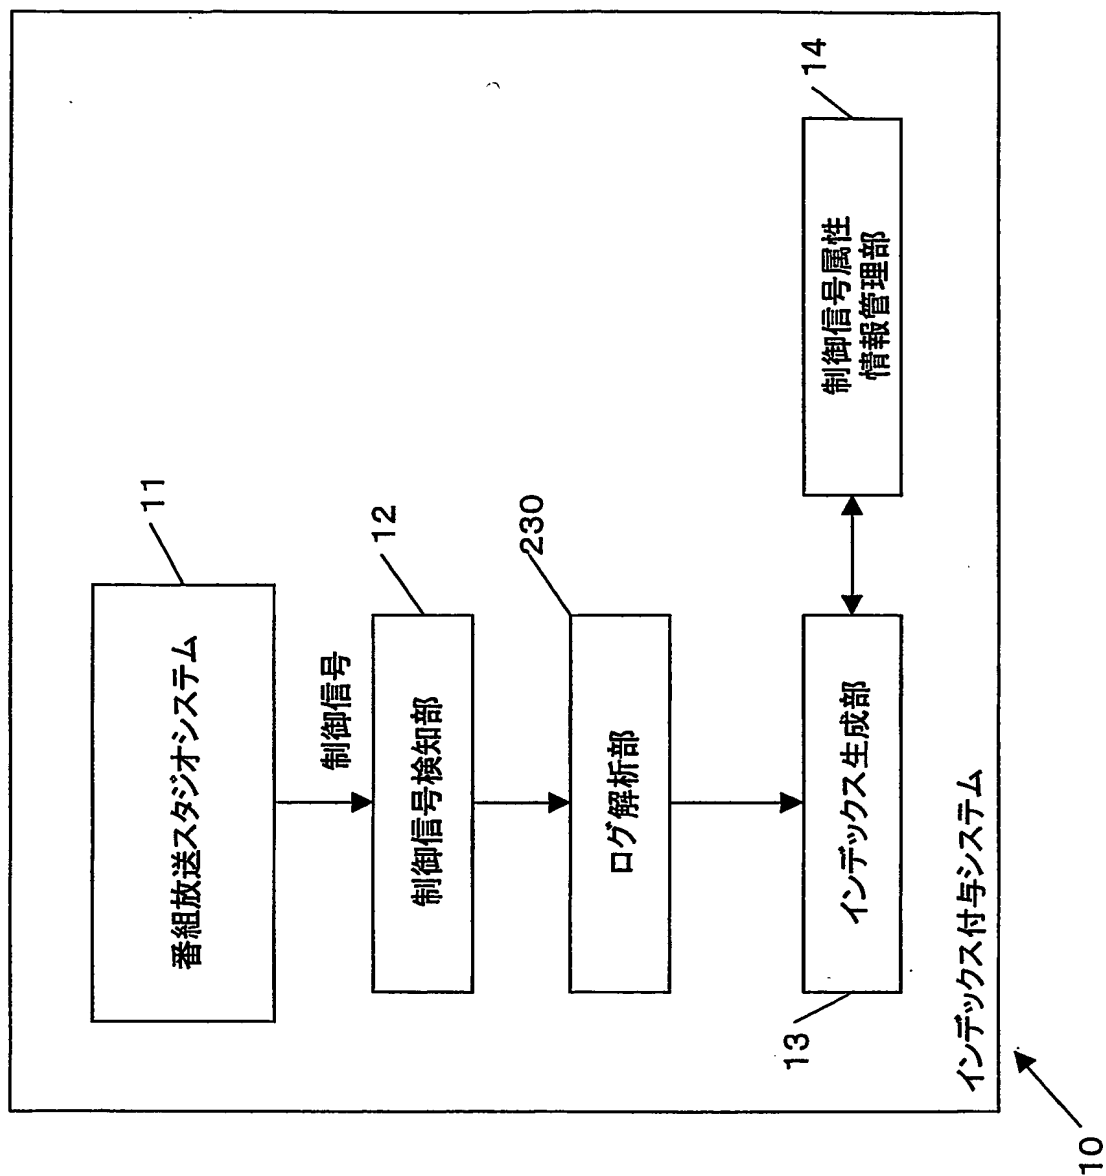 番組放送スタジオシステム
11
制御信号
制御信号検知部
12
ログ解析部
230
インデックス生成部
13
制御信号属性
情報管理部
14
インデックス付与システム
10